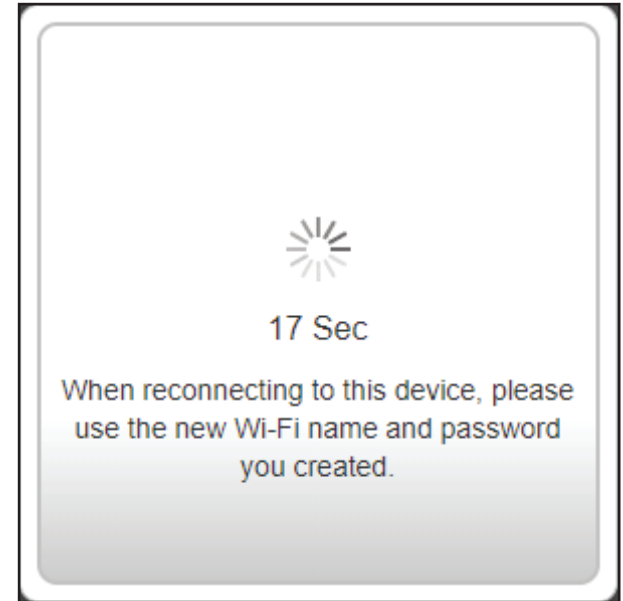 17 Sec
When reconnecting to this device, please
use the new Wi-Fi name and password
you created.